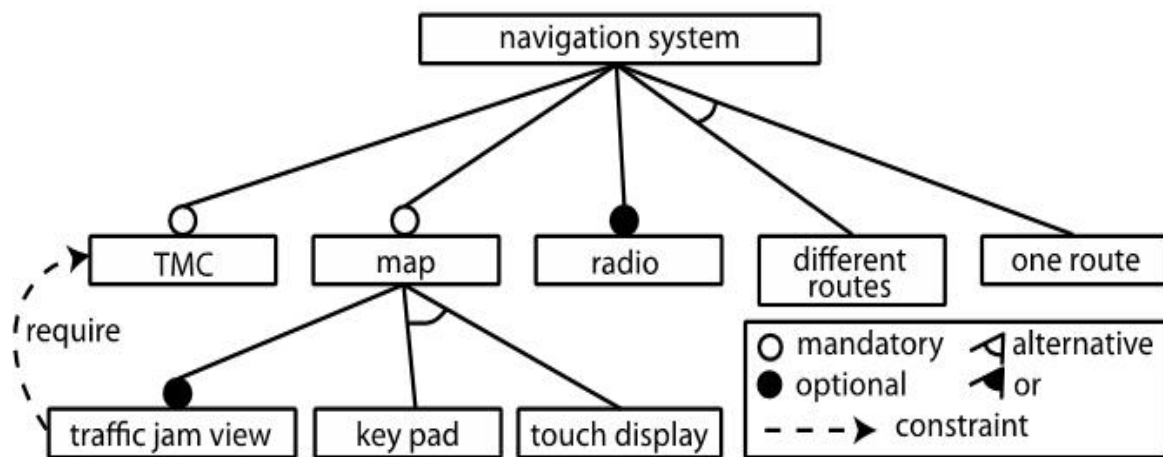 navigation system
TMC
map
radio
different
routes
one route
require
traffic jam view
key pad
touch display
mandatory
alternative
optional
or
constraint